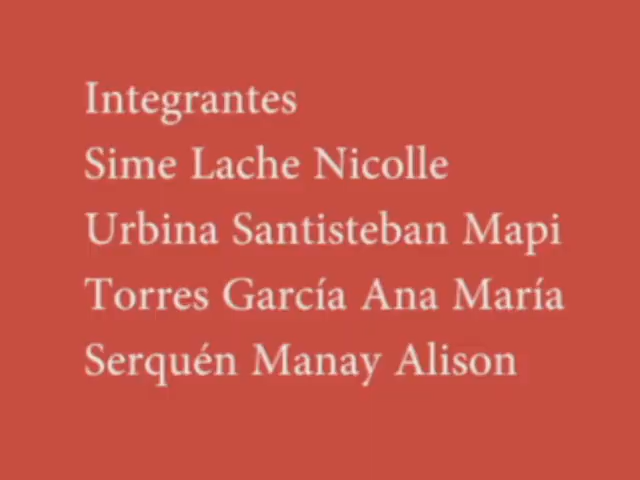 Integrantes
Sime Lache Nicolle
Urbina Santisteban Mapi
Torres García Ana María
Serquén Manay Alison